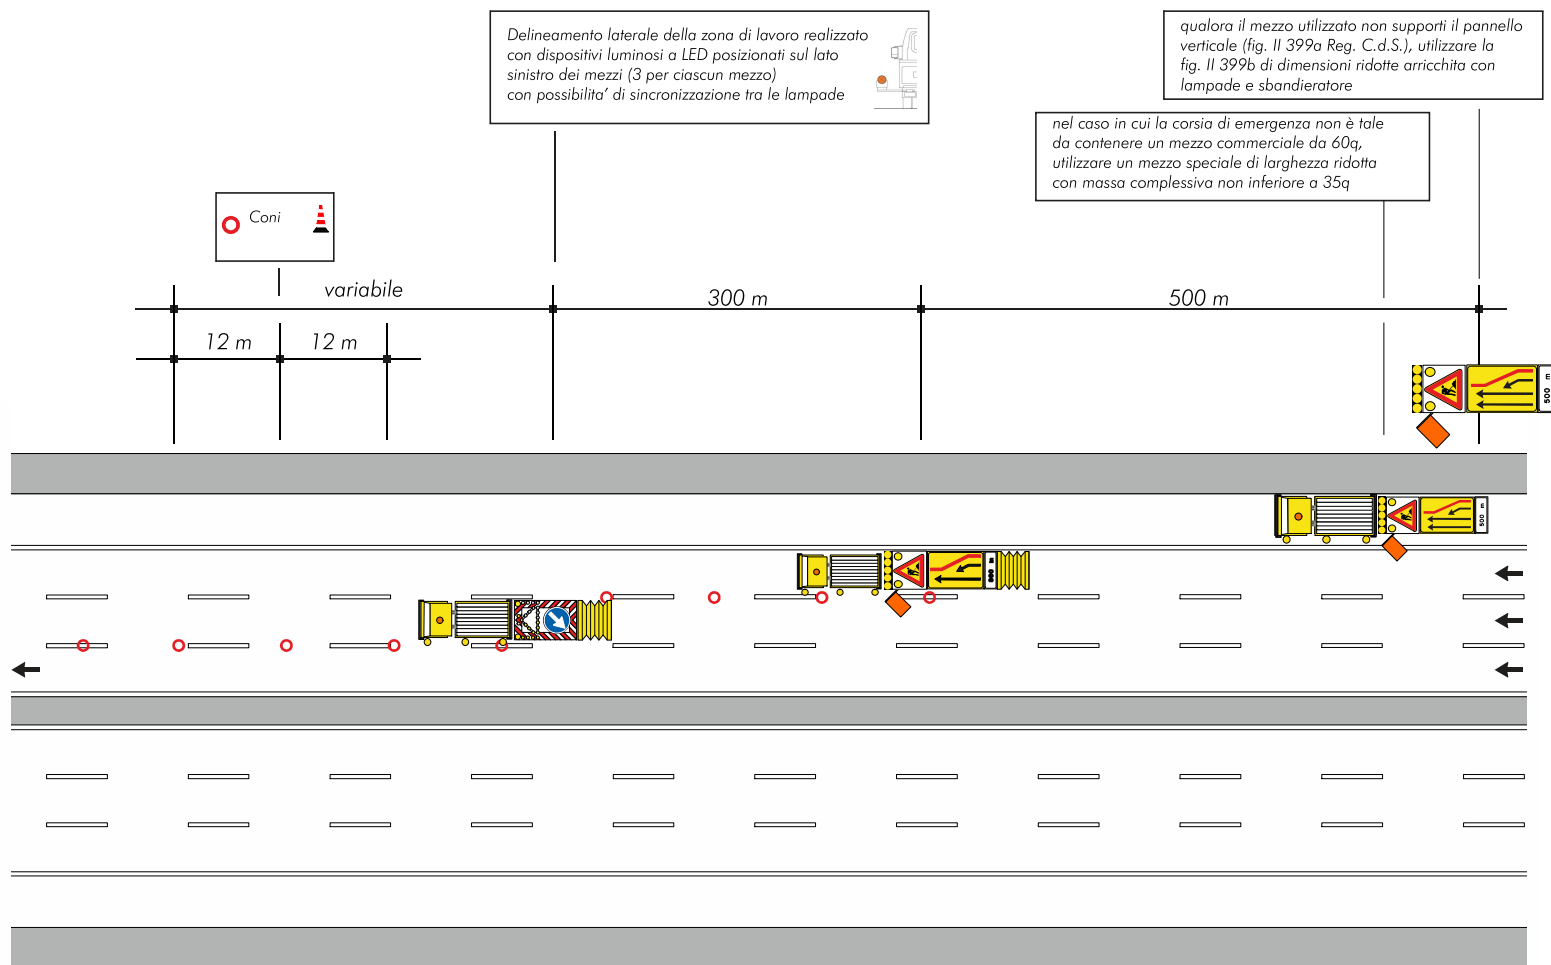 Delineamento laterale della zona di lavoro realizzato
con dispositivi luminosi a LED posizionati sul lato
sinistro dei mezzi (3 per ciascun mezzo)
con possibilita’ di sincronizzazione tra le lampade
qualora il mezzo utilizzato non supporti il pannello
verticale (fig. II 399a Reg. C.d.S.), utilizzare la
fig. II 399b di dimensioni ridotte arricchita con
lampade e sbandieratore
nel caso in cui la corsia di emergenza non è tale
da contenere un mezzo commerciale da 60q,
utilizzare un mezzo speciale di larghezza ridotta
con massa complessiva non inferiore a 35q
Coni
variabile
300 m
500 m
12 m
12 m
500 m
500 m